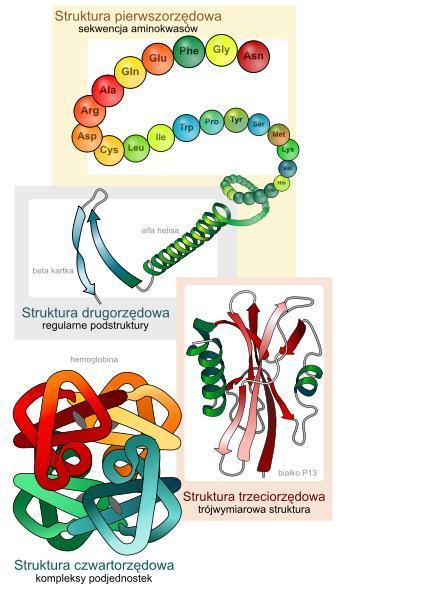 Struktura pierwszorzędowa
sekwencja aminokwasów
Asn
Gly
Phe
Glu
Gln
Ala
Arg
Asp
Cys
Leu
Ile
Trp
Pro
Tyr
Ser
Met
Lys
Val
His
alfa helisa
beta kartka
Struktura drugorzędowa
regularne podstruktury
hemoglobina
białko P13
Struktura trzeciorzędowa
trójwymiarowa struktura
Struktura czwartorzędowa
kompleksy podjednostek